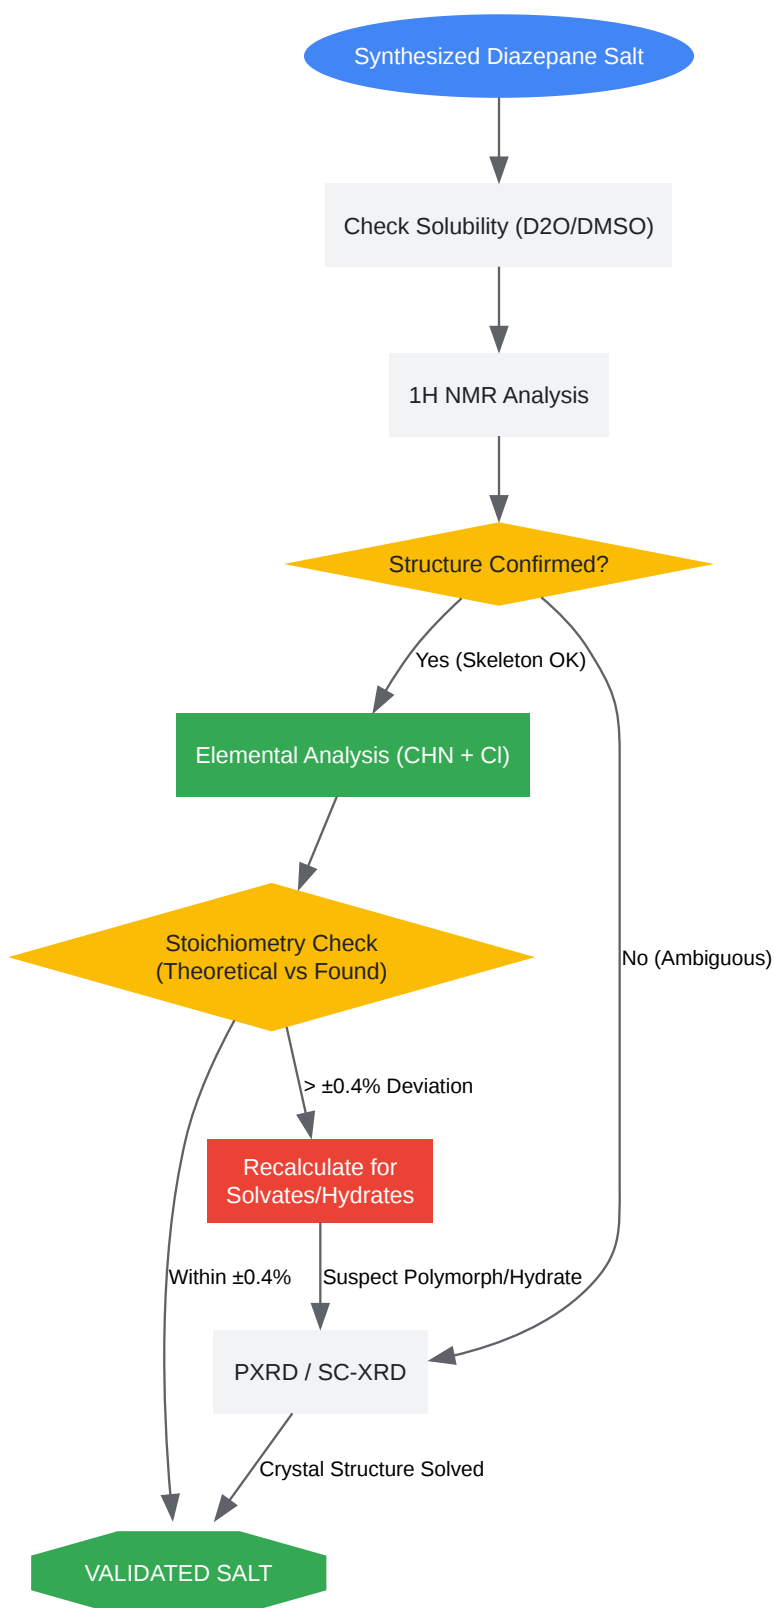 Synthesized Diazepane Salt
Check Solubility (D2O/DMSO)
1H NMR Analysis
Structure Confirmed?
Yes (Skeleton OK)
Elemental Analysis (CHN + Cl)
Stoichiometry Check
(Theoretical vs Found)
No (Ambiguous)
> ±0.4% Deviation
Recalculate for
Solvates/Hydrates
Within ±0.4%
Suspect Polymorph/Hydrate
PXRD / SC-XRD
Crystal Structure Solved
VALIDATED SALT